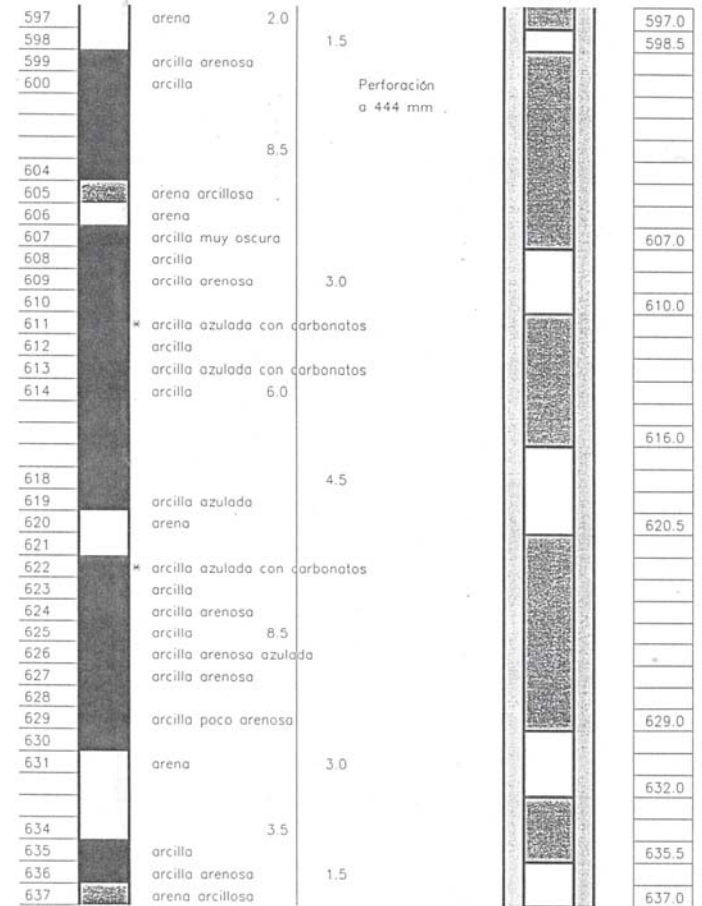 597 arena 2.0 597.0
598 1.5 598.5
599 arcilla arenosa
600 arcilla Perforación
a 444 mm
8.5
604
605 arena arcillosa
606 arena
607 arcilla muy oscura 607.0
608 arcilla
609 arcilla arenosa 3.0
610 610.0
611 * arcilla azulada con carbonatos
612 arcilla
613 arcilla azulada con carbonatos
614 arcilla 6.0
616.0
618 4.5
619 arcilla azulada
620 arena 620.5
621
622 * arcilla azulada con carbonatos
623 arcilla
624 arcilla arenosa
625 arcilla 8.5
626 arcilla arenosa azulada
627 arcilla arenosa
628
629 arcilla poco arenosa 629.0
630
631 arena 3.0
632.0
634 3.5
635 arcilla 635.5
636 arcilla arenosa 1.5
637 arena arcillosa 637.0